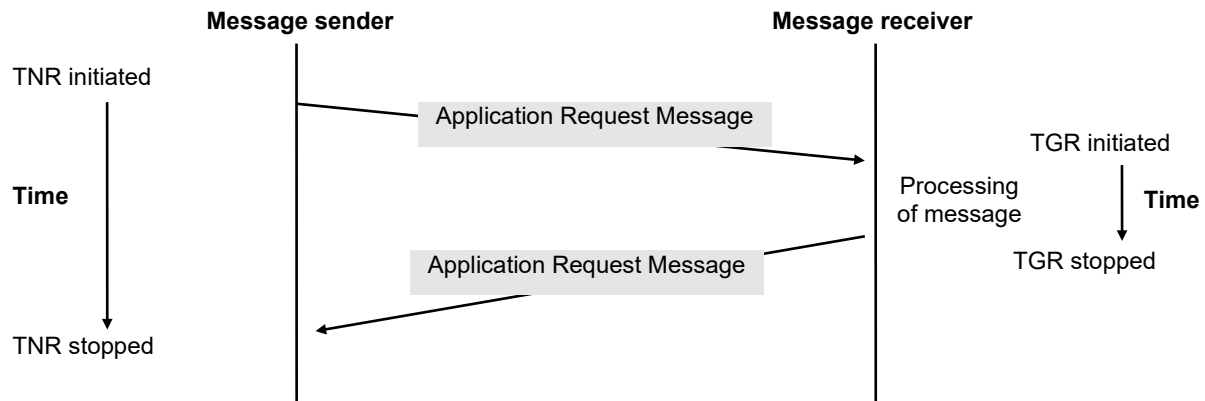 Message sender
Message receiver
TNR initiated
Application Request Message
TGR initiated
Processing
of message
Time
Time
Application Request Message
TGR stopped
TNR stopped